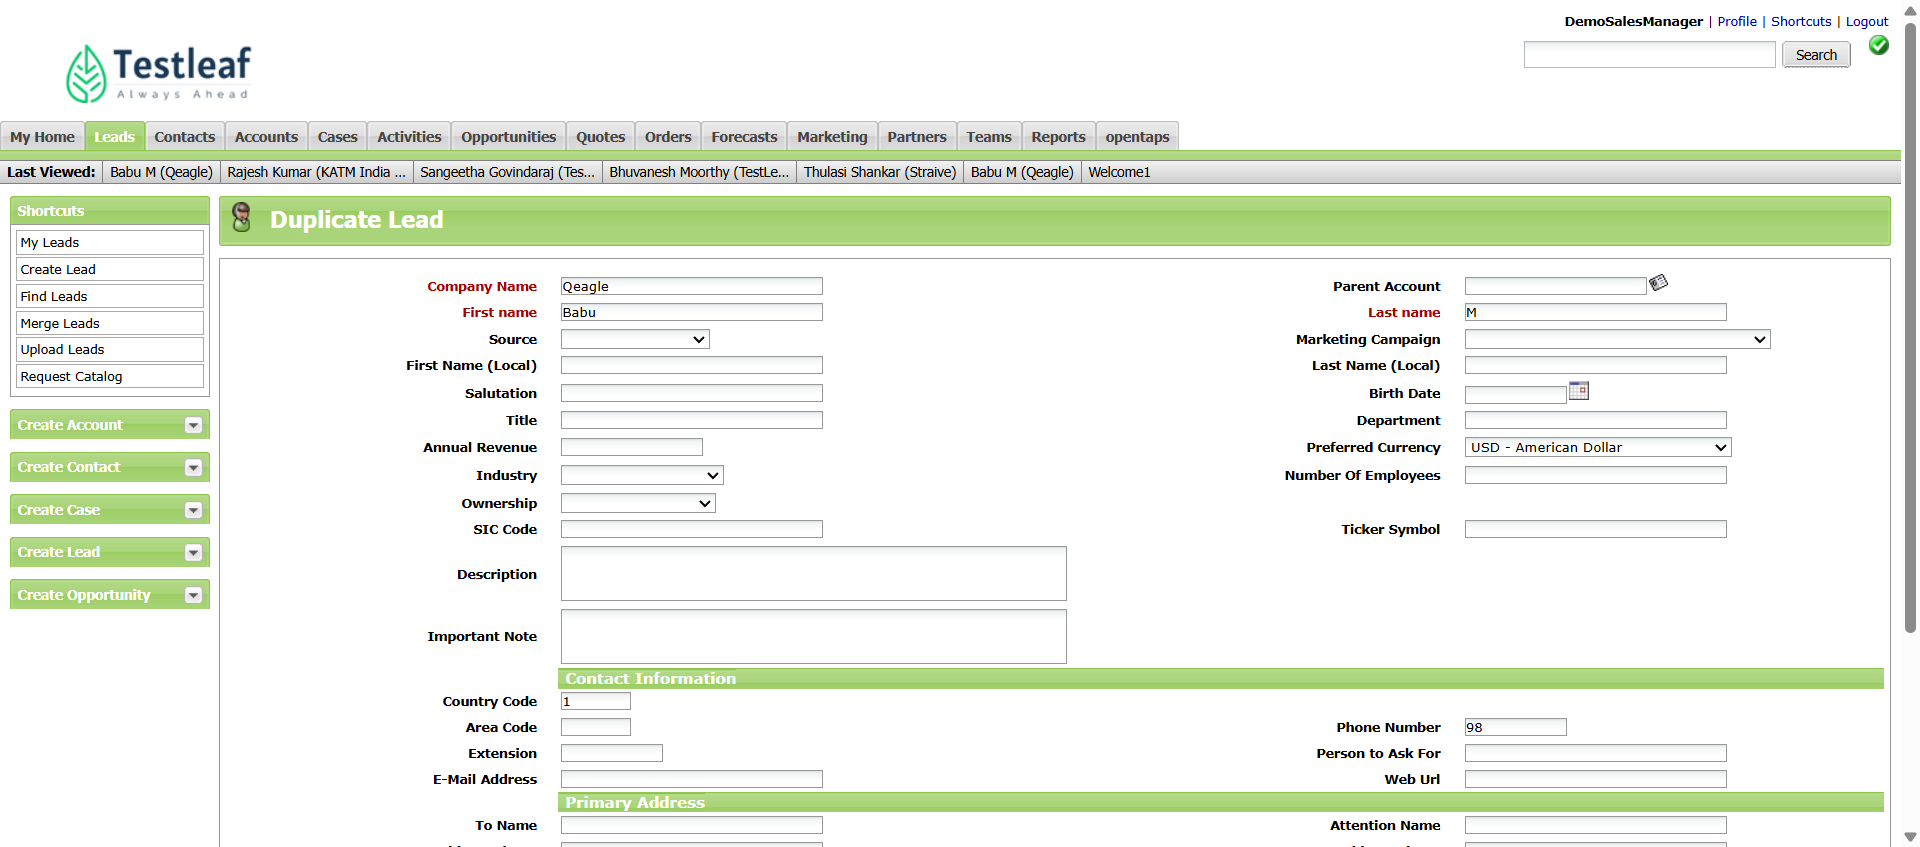 DemoSalesManager | Profile | Shortcuts | Logout
Testleaf
Always Ahead
Search
My Home Leads Contacts Accounts Cases Activities Opportunities Quotes Orders Forecasts Marketing Partners Teams Reports opentaps
Last Viewed: Babu M (Qeagle) Rajesh Kumar (KATM India ... Sangeetha Govindaraj (Tes... Bhuvanesh Moorthy (TestLe... Thulasi Shankar (Straive) Babu M (Qeagle) Welcome1
Shortcuts
My Leads
Create Lead
Find Leads
Merge Leads
Upload Leads
Request Catalog
Create Account
Create Contact
Create Case
Create Lead
Create Opportunity
Duplicate Lead
Company Name Qeagle Parent Account
First name Babu Last name M
Source Marketing Campaign
First Name (Local) Last Name (Local)
Salutation Birth Date
Title Department
Annual Revenue Preferred Currency USD - American Dollar
Industry Number Of Employees
Ownership
SIC Code Ticker Symbol
Description
Important Note
Contact Information
Country Code 1
Area Code Phone Number 98
Extension Person to Ask For
E-Mail Address Web Url
Primary Address
To Name Attention Name